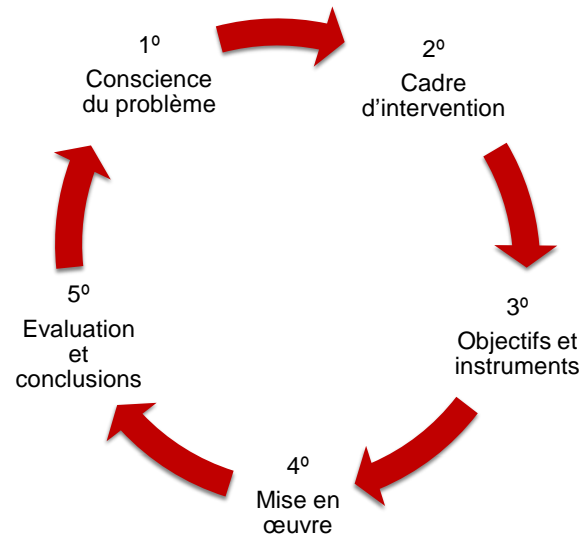 1º
Conscience
du problème
2º
Cadre
d’intervention
3º
Objectifs et
instruments
4º
Mise en
œuvre
5º
Evaluation
et
conclusions